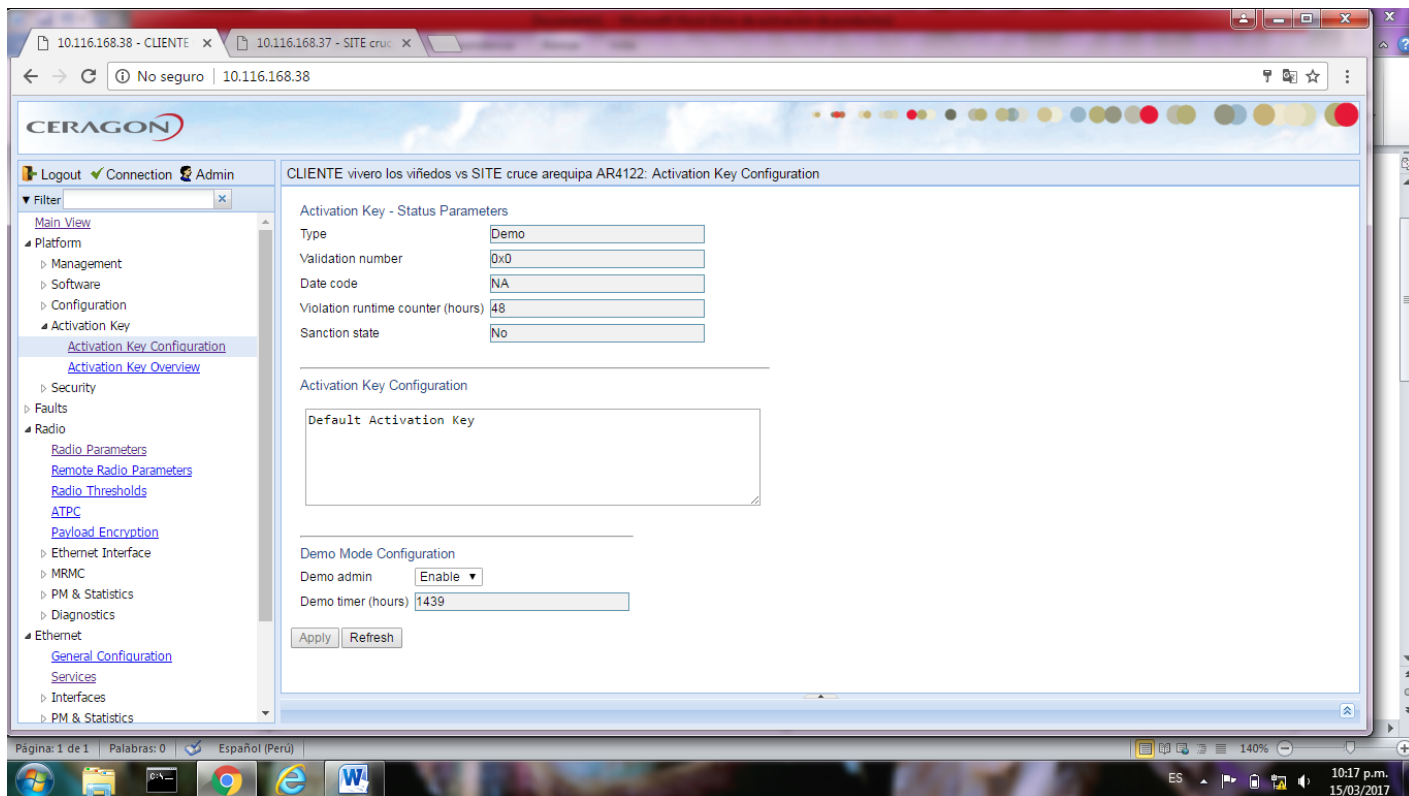 10.116.168.38 - CLIENTE
10.116.168.37 - SITE cruc
No seguro | 10.116.168.38
CERAGON
Logout Connection Admin
CLIENTE vivero los viñedos vs SITE cruce arequipa AR4122: Activation Key Configuration
Filter
Main View
Platform
Management
Software
Configuration
Activation Key
Activation Key Configuration
Activation Key Overview
Security
Faults
Radio
Radio Parameters
Remote Radio Parameters
Radio Thresholds
ATPC
Payload Encryption
Ethernet Interface
MRMC
PM & Statistics
Diagnostics
Ethernet
General Configuration
Services
Interfaces
PM & Statistics
Activation Key - Status Parameters
Type Demo
Validation number 0x0
Date code NA
Violation runtime counter (hours) 48
Sanction state No
Activation Key Configuration
Default Activation Key
Demo Mode Configuration
Demo admin Enable
Demo timer (hours) 1439
Apply Refresh
Página: 1 de 1 Palabras: 0 Español (Perú) 140%
ES 10:17 p.m.
15/03/2017